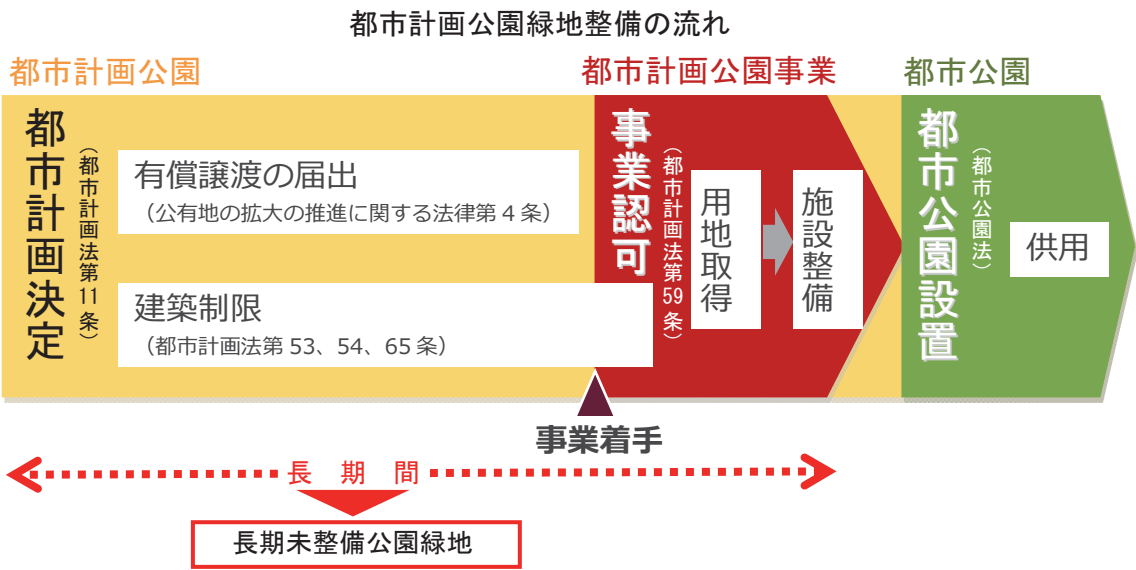 都市計画公園緑地整備の流れ
都市計画公園
都市計画公園事業
都市公園
都市計画決定
（都市計画法第11条）
有償譲渡の届出
（公有地の拡大の推進に関する法律第 4 条）
建築制限
（都市計画法第 53、54、65 条）
事業認可
（都市計画法第59条）
用地取得
施設整備
都市公園設置
（都市公園法）
供用
事業着手
長期間
長期未整備公園緑地